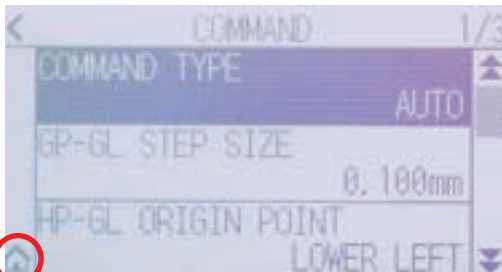 COMMAND 1/3
COMMAND TYPE
AUTO
GP-GL STEP SIZE
0.100mm
HP-GL ORIGIN POINT
LOWER LEFT